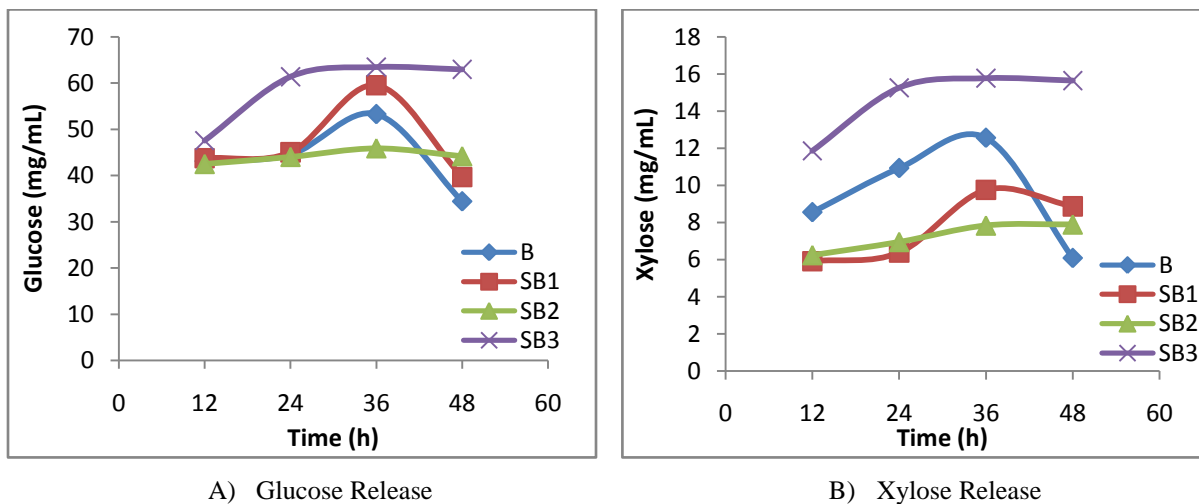 70
60
50
40
30
20
10
0
Glucose (mg/mL)
B
SB1
SB2
SB3
0 12 24 36 48 60
Time (h)
A) Glucose Release
18
16
14
12
10
8
6
4
2
0
Xylose (mg/mL)
B
SB1
SB2
SB3
0 12 24 36 48 60
Time (h)
B) Xylose Release